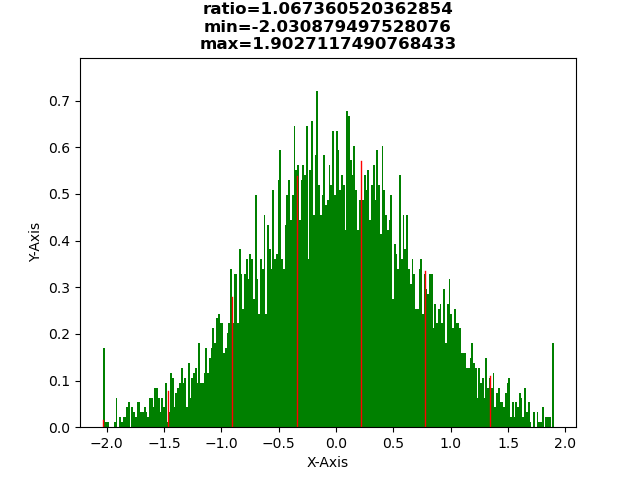 ratio=1.067360520362854
min=-2.030879497528076
max=1.9027117490768433
0.7
0.6
0.5
0.4
0.3
0.2
0.1
0.0
Y-Axis
−2.0 −1.5 −1.0 −0.5 0.0 0.5 1.0 1.5 2.0
X-Axis